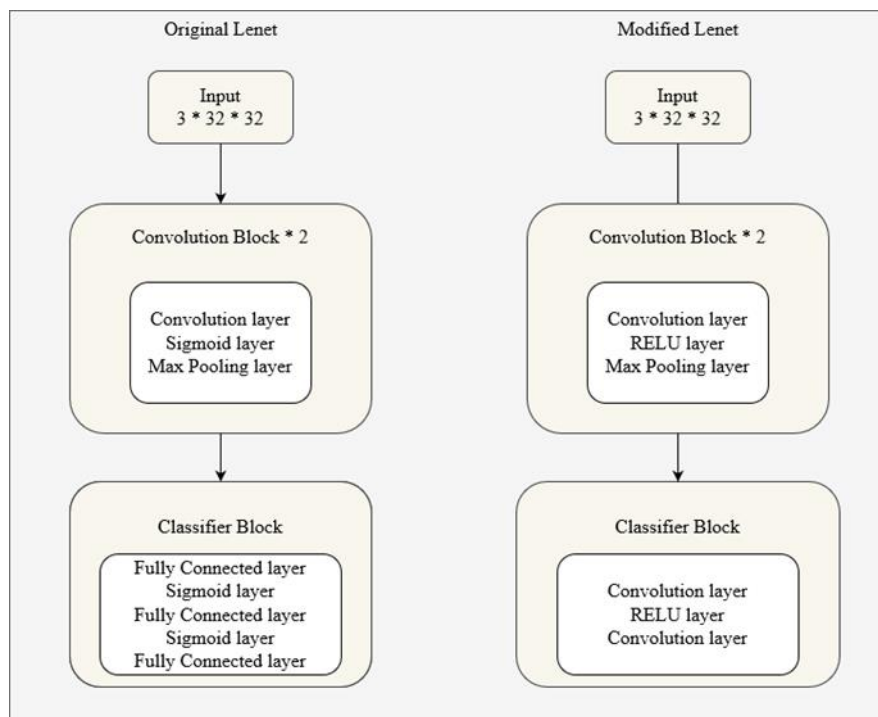 Original Lenet
Input
3 * 32 * 32
Convolution Block * 2
Convolution layer
Sigmoid layer
Max Pooling layer
Classifier Block
Fully Connected layer
Sigmoid layer
Fully Connected layer
Sigmoid layer
Fully Connected layer
Modified Lenet
Input
3 * 32 * 32
Convolution Block * 2
Convolution layer
RELU layer
Max Pooling layer
Classifier Block
Convolution layer
RELU layer
Convolution layer